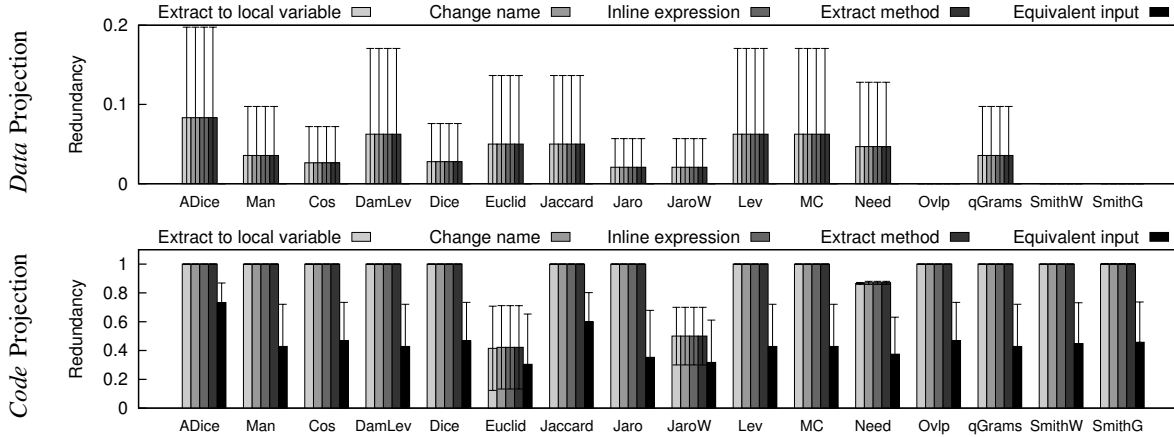 Data Projection
Extract to local variable Change name Inline expression Extract method Equivalent input
Redundancy
0.2
0.1
0
ADice Man Cos DamLev Dice Euclid Jaccard Jaro JaroW Lev MC Need Ovlp qGrams SmithW SmithG
Code Projection
Extract to local variable Change name Inline expression Extract method Equivalent input
Redundancy
1
0.8
0.6
0.4
0.2
0
ADice Man Cos DamLev Dice Euclid Jaccard Jaro JaroW Lev MC Need Ovlp qGrams SmithW SmithG